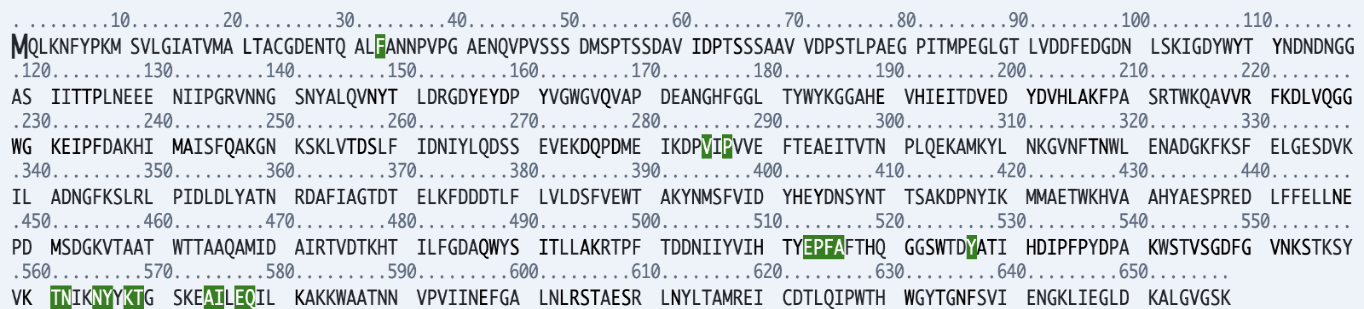 . ........10.........20.........30.........40.........50.........60.........70.........80.........90.........100.........110........
MQLKNFYPKM SVLGIATVMA LTACGDENTQ ALFANNPVPG AENQVPVSSS DMSPTSSDAV IDPTSSSAAV VDPSTLPAEG PITMPEGLGT LVDDFEDGDN LSKIGDYWYT YNDNDNGG
.120.........130.........140.........150.........160.........170.........180.........190.........200.........210.........220........
AS IITTPLNEEE NIIPGRVNNG SNYALQVNYT LDRGDYEYDP YVGWGVQVAP DEANGHFGGL TYWYKGGAHE VHIEITDVED YDVHLAKFPA SRTWKQAVVR FKDLVQGG
.230.........240.........250.........260.........270.........280.........290.........300.........310.........320.........330........
WG KEIPFDAKHI MAISFQAKGN KSKLVTDSLF IDNIYLQDSS EVEKDQPDME IKDPVIPVVE FTEAEITVTN PLQEKAMKYL NKGVNFTNWL ENADGKFKSF ELGESDVK
.340.........350.........360.........370.........380.........390.........400.........410.........420.........430.........440........
IL ADNGFKSLRL PIDLDLYATN RDAFIAGTDT ELKFDDDTLF LVLDSFVEWT AKYNMSFVID YHEYDNSYNT TSAKDPNYIK MMAETWKHVA AHYAESPRED LFFELLNE
.450.........460.........470.........480.........490.........500.........510.........520.........530.........540.........550........
PD MSDGKVTAAT WTTAAQAMID AIRTVDTKHT ILFGDAQWYS ITLLAKRTPF TDDNIIYVIH TYEPFAFTHQ GGSWTDYATI HDIPFPYDPA KWSTVSGDFG VNKSTKSY
.560.........570.........580.........590.........600.........610.........620.........630.........640.........650.........
VK TNIKNYYKTG SKEAILEQIL KAKKWAATNN VPVIINEFGA LNLRSTAESR LNYLTAMREI CDTLQIPWTH WGYTGNFSVI ENGKLIEGLD KALGVGSK